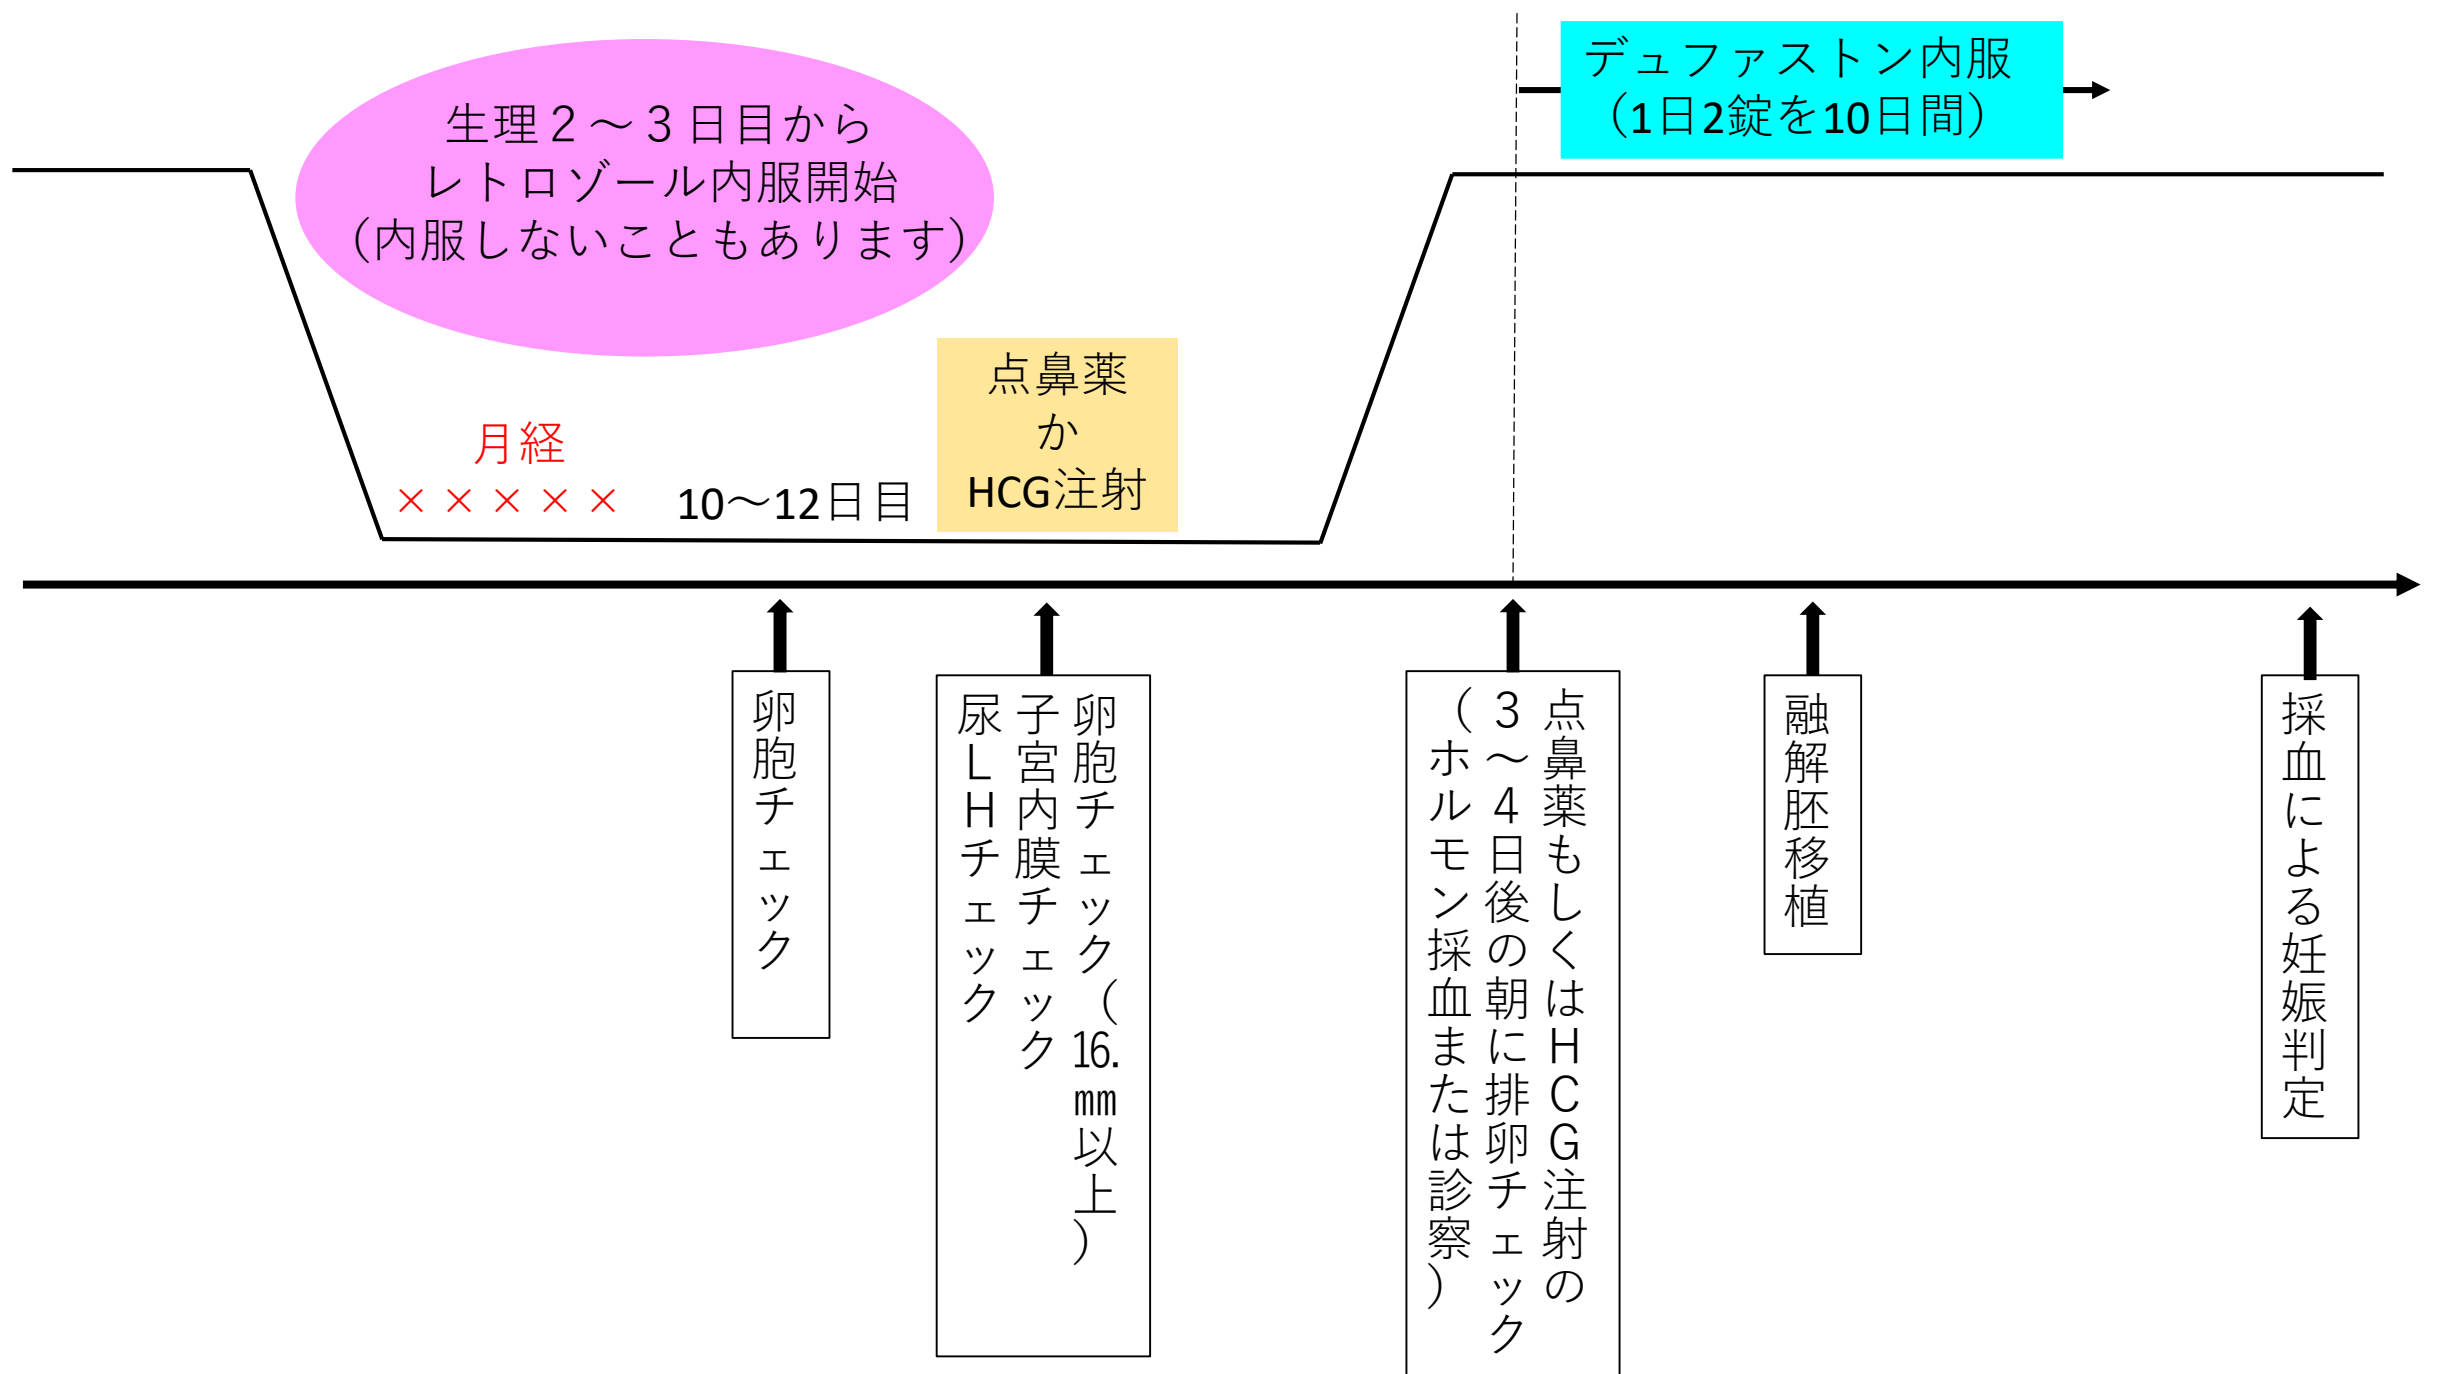 デュファストン内服
（1日2錠を10日間）
生理２～３日目から
レトロゾール内服開始
（内服しないこともあります）
点鼻薬
か
HCG注射
月経
×××××
10～12日目
卵胞チェック
卵胞チェック（16.mm以上）
子宮内膜チェック
尿ＬＨチェック
点鼻薬もしくはＨＣＧ注射の
３～４日後の朝に排卵チェック
（ホルモン採血または診察）
融解胚移植
採血による妊娠判定